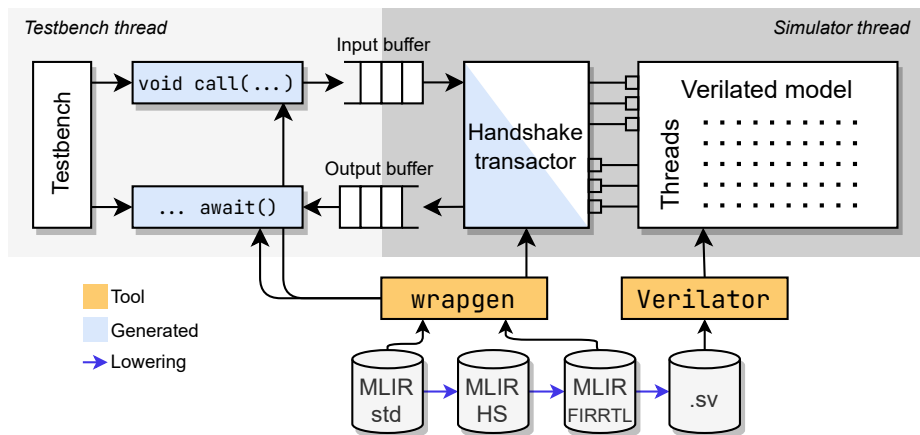 Testbench thread
Simulator thread
Input buffer
void call(...)
Testbench
Handshake
transactor
Verilated model
Threads
Output buffer
... await()
wrapgen
Verilator
Tool
Generated
Lowering
MLIR
std
MLIR
HS
MLIR
FIRRTL
.sv